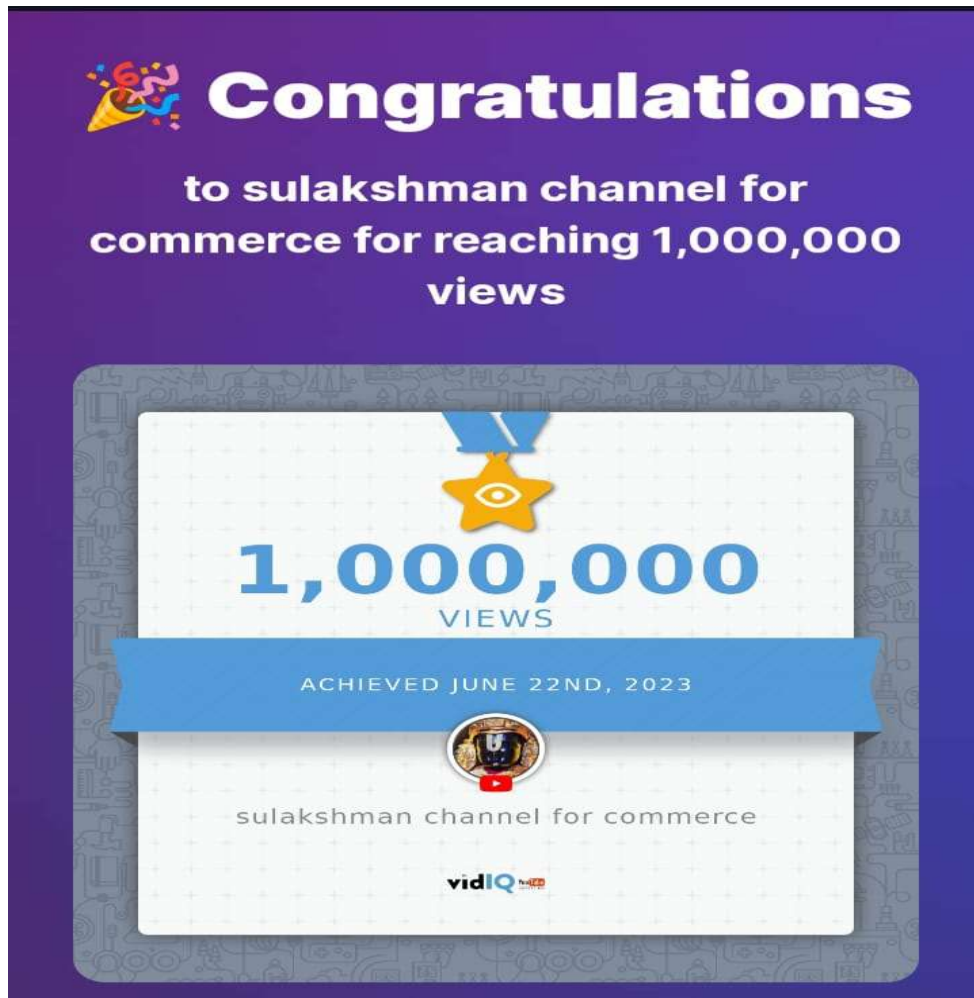 Congratulations
to sulakshman channel for
commerce for reaching 1,000,000
views
1,000,000
VIEWS
ACHIEVED JUNE 22ND, 2023
sulakshman channel for commerce
vidIQ YouTube